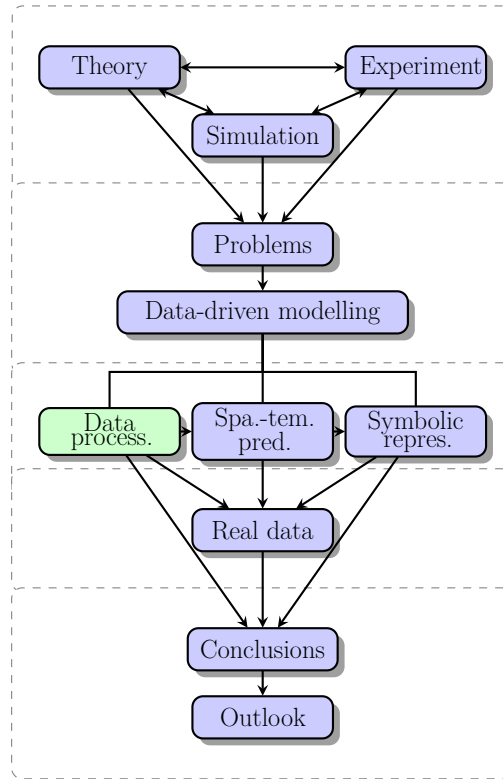 Theory
Experiment
Simulation
Problems
Data-driven modelling
Data
process.
Spa.-tem.
pred.
Symbolic
repres.
Real data
Conclusions
Outlook